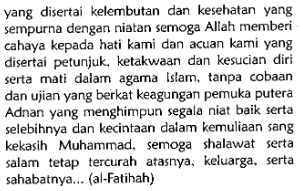 yang disertai kelembutan dan kesehatan yang
sempurna dengan niatan semoga Allah memberi
cahaya kepada hati kami dan acuan kami yang
disertai petunjuk, ketakwaan dan kesucian diri
serta mati dalam agama Islam, tanpa cobaan
dan ujian yang berkat keagungan pemuka putera
Adnan yang menghimpun segala niat baik serta
selebihnya dan kecintaan dalam kemuliaan sang
kekasih Muhammad, semoga shalawat serta
salam tetap tercurah atasnya, keluarga, serta
sahabatnya... (al-Fatihah)